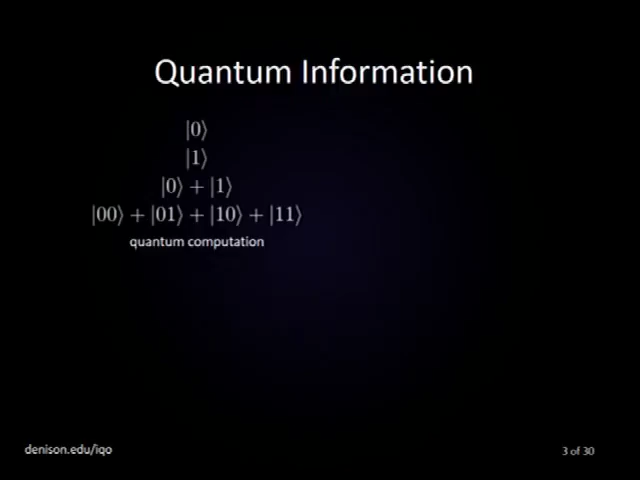 Quantum Information
|0⟩
|1⟩
|0⟩ + |1⟩
|00⟩ + |01⟩ + |10⟩ + |11⟩
quantum computation
denison.edu/iqo
3 of 30